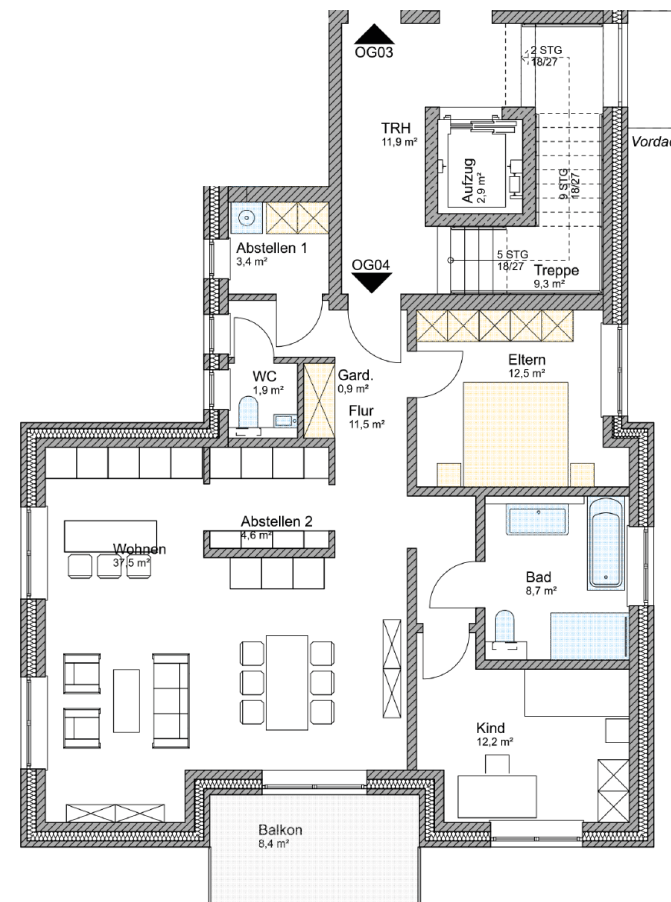 OG03
2 STG
18/27
TRH
11,9 m²
Aufzug
2,9 m²
9 STG
18/27
Abstellen 1
3,4 m²
OG04
5 STG
18/27
Treppe
9,3 m²
Eltern
12,5 m²
WC
1,9 m²
Gard.
0,9 m²
Flur
11,5 m²
Wohnen
37,5 m²
Abstellen 2
4,6 m²
Bad
8,7 m²
Kind
12,2 m²
Balkon
8,4 m²